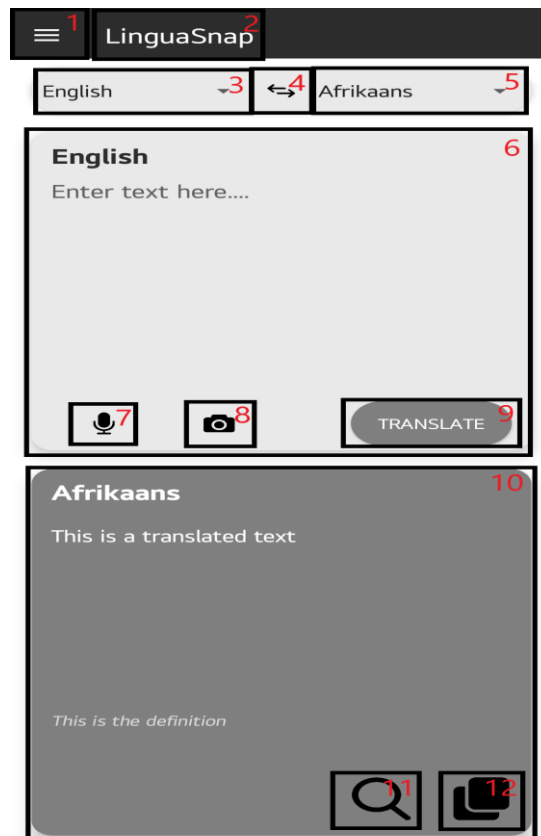 1 LinguaSnap 2
English 3 4 Afrikaans 5
6
English
Enter text here....
7 8 TRANSLATE 9
10
Afrikaans
This is a translated text
This is the definition
11 12